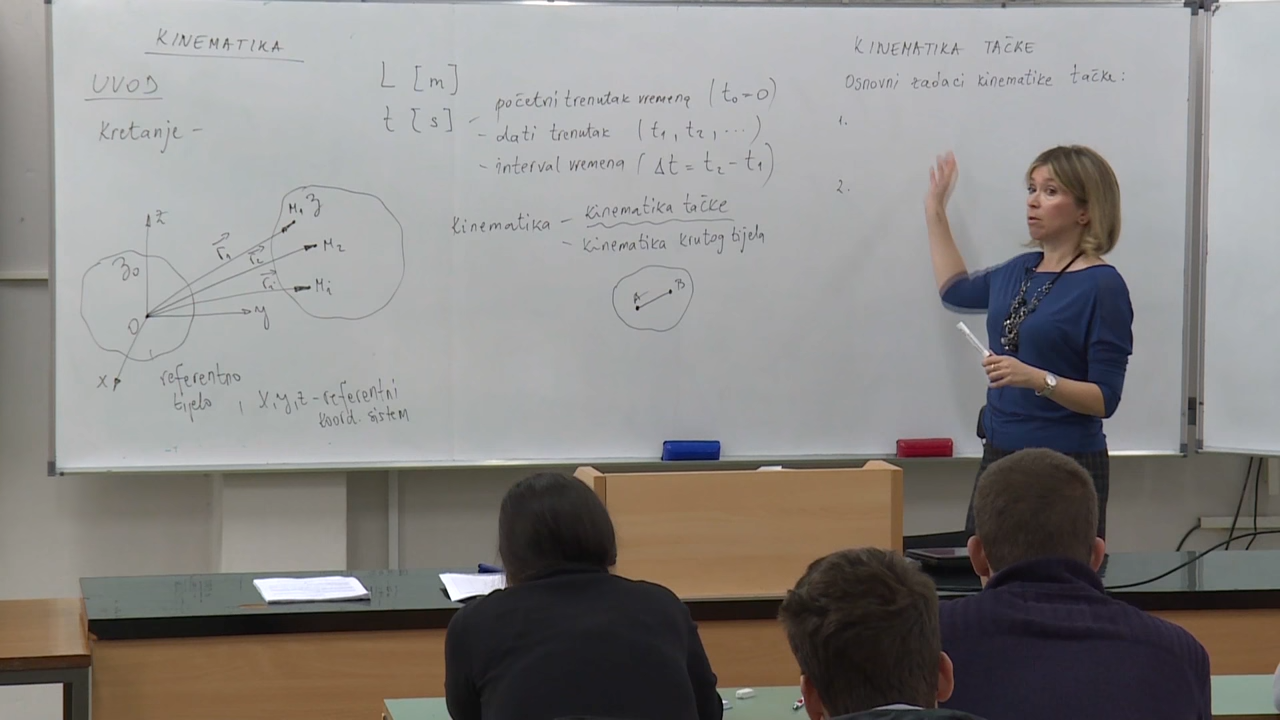 KINEMATIKA
UVOD
Kretanje -
L [m]
t [s] - početni trenutak vremena (t₀=0)
- dati trenutak (t₁, t₂, ...)
- interval vremena (Δt = t₂ - t₁)
Kinematika - kinematika tačke
- kinematika krutog tijela
A B
z
y
x
O
r₁
r₂
rᵢ
M₁
M₂
Mᵢ
referentno
tijelo, x,y,z - referentni
koord. sistem
KINEMATIKA TAČKE
Osnovni zadaci kinematike tačke:
1.
2.